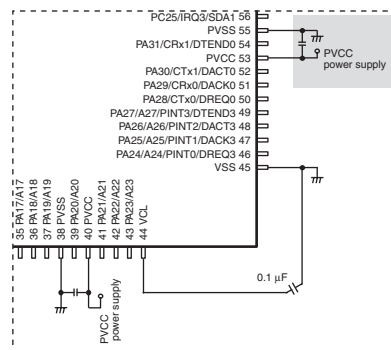 PC25/IRQ3/SDA1 56
PVSS 55
PA31/CRx1/DTEND0 54
PVCC 53
PA30/CTx1/DACT0 52
PA29/CRx0/DACK0 51
PA28/CTx0/DREQ0 50
PA27/A27/PINT3/DTEND3 49
PA26/A26/PINT2/DACT3 48
PA25/A25/PINT1/DACK3 47
PA24/A24/PINT0/DREQ3 46
VSS 45
PVCC
power supply
35 PA17/A17
36 PA18/A18
37 PA19/A19
38 PVSS
39 PA20/A20
40 PVCC
41 PA21/A21
42 PA22/A22
43 PA23/A23
44 VCL
0.1 µF
PVCC
power supply